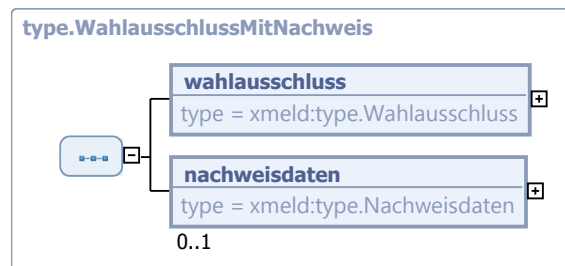 type.WahlausschlussMitNachweis
wahlausschluss
type = xmeld:type.Wahlausschluss
nachweisdaten
type = xmeld:type.Nachweisdaten
0..1